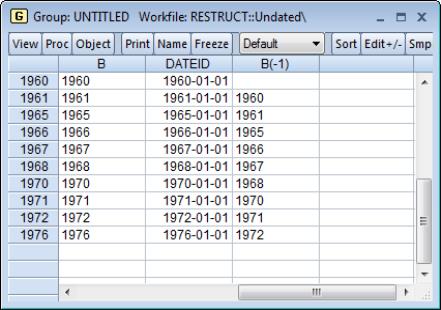 G Group: UNTITLED Workfile: RESTRUCT::Undated\
View Proc Object Print Name Freeze Default Sort Edit+/- Smp
B DATEID B(-1)
1960 1960 1960-01-01
1961 1961 1961-01-01 1960
1965 1965 1965-01-01 1961
1966 1966 1966-01-01 1965
1967 1967 1967-01-01 1966
1968 1968 1968-01-01 1967
1970 1970 1970-01-01 1968
1971 1971 1971-01-01 1970
1972 1972 1972-01-01 1971
1976 1976 1976-01-01 1972